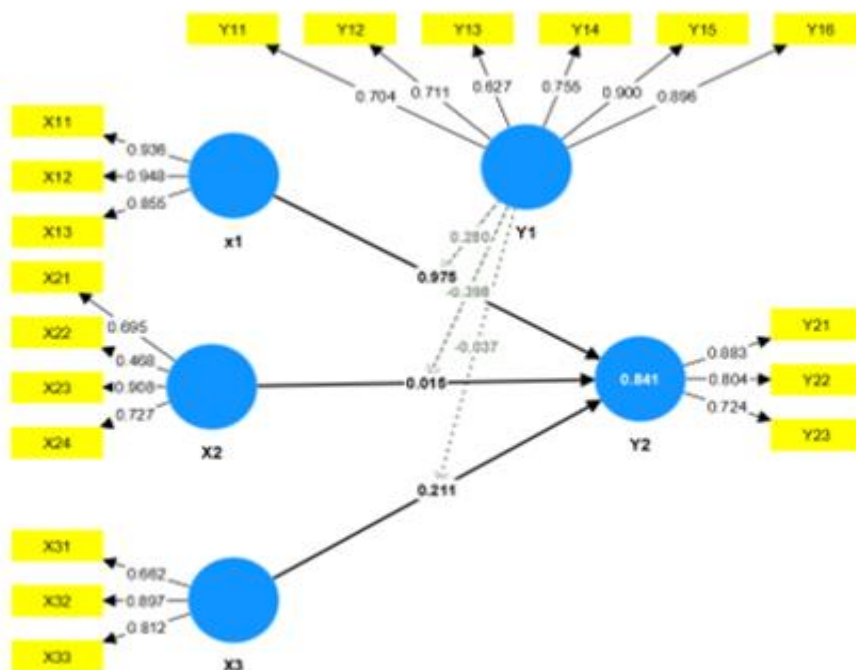 Y11 Y12 Y13 Y14 Y15 Y16
0.704 0.711 0.627 0.755 0.900 0.896
X11
X12
X13
0.936
0.948
0.855
x1
Y1
0.280
0.975
-0.398
-0.037
X21
X22
X23
X24
0.695
0.468
0.968
0.727
X2
0.015
0.841
Y2
0.883
0.804
0.724
Y21
Y22
Y23
0.211
X31
X32
X33
0.662
0.897
0.812
X3